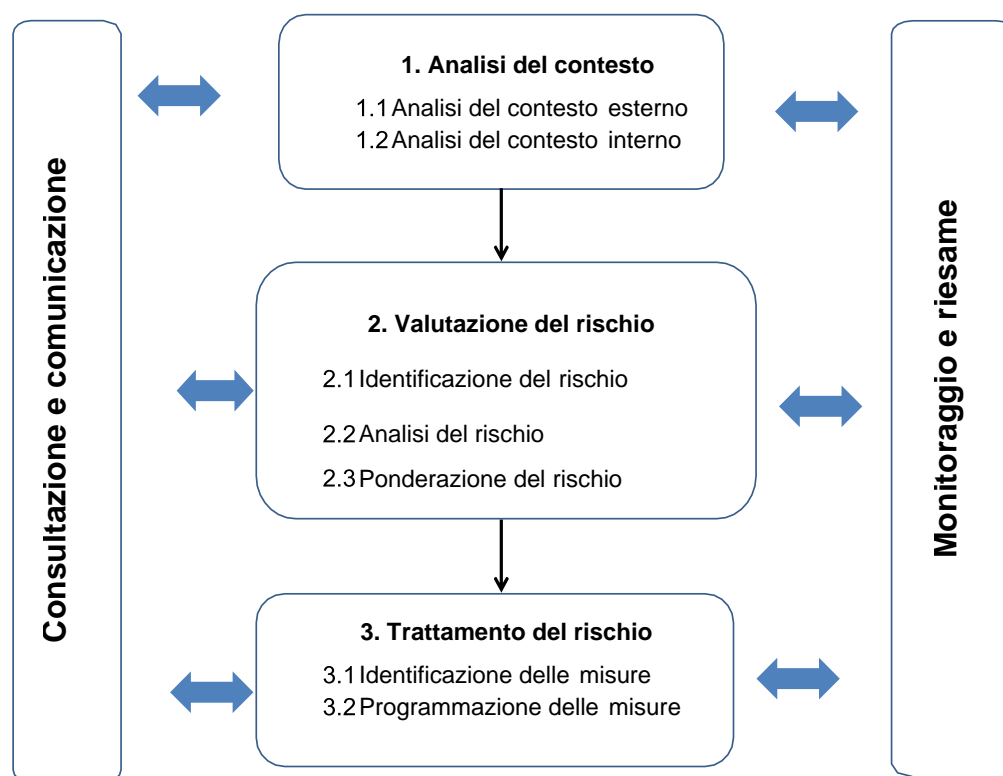 Consultazione e comunicazione
1. Analisi del contesto
1.1 Analisi del contesto esterno
1.2 Analisi del contesto interno
2. Valutazione del rischio
2.1 Identificazione del rischio
2.2 Analisi del rischio
2.3 Ponderazione del rischio
3. Trattamento del rischio
3.1 Identificazione delle misure
3.2 Programmazione delle misure
Monitoraggio e riesame